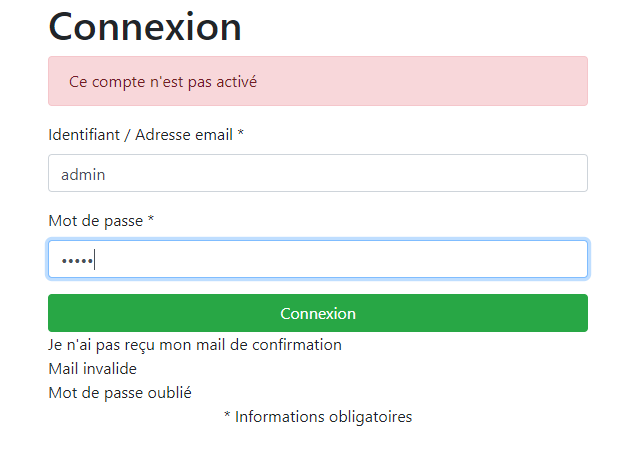 Connexion
Ce compte n'est pas activé
Identifiant / Adresse email *
admin
Mot de passe *
•••••
Connexion
Je n'ai pas reçu mon mail de confirmation
Mail invalide
Mot de passe oublié
* Informations obligatoires